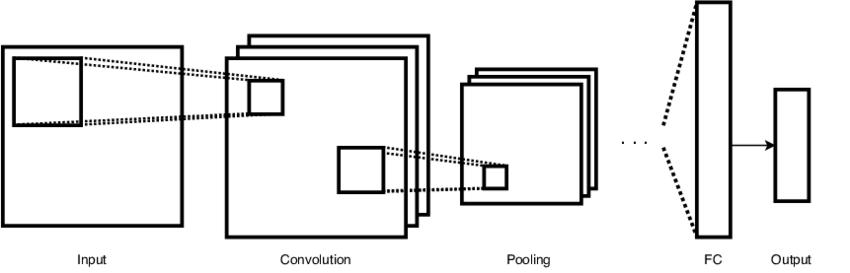 . . .
Input Convolution Pooling FC Output